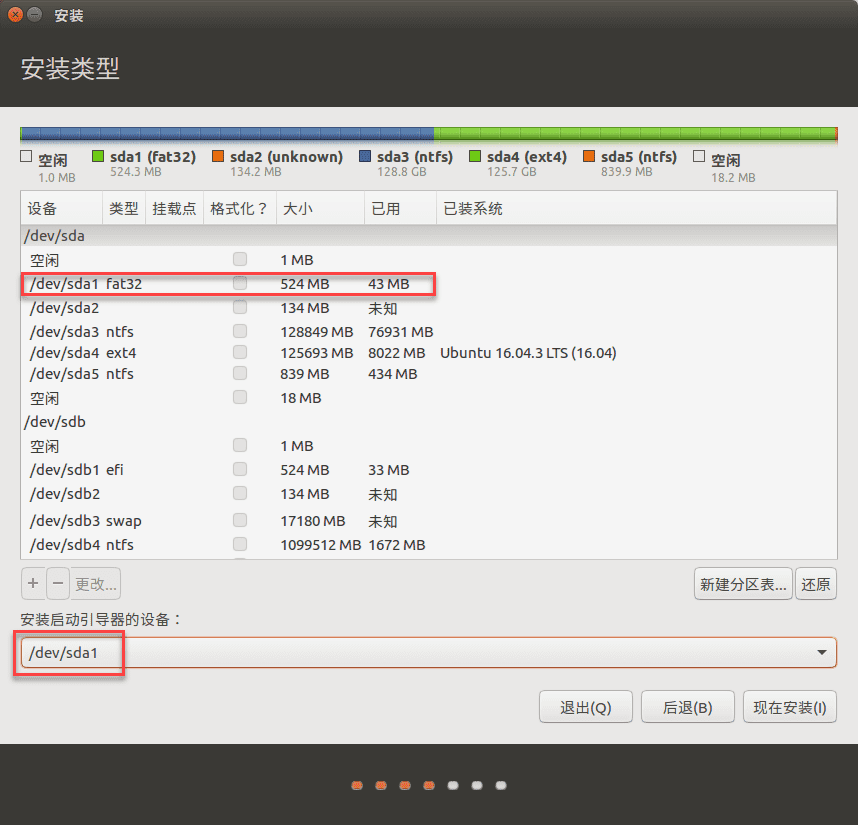 安装
安装类型
空闲 sda1 (fat32) sda2 (unknown) sda3 (ntfs) sda4 (ext4) sda5 (ntfs) 空闲
1.0 MB 524.3 MB 134.2 MB 128.8 GB 125.7 GB 839.9 MB 18.2 MB
设备 类型 挂载点 格式化？ 大小 已用 已装系统
/dev/sda
空闲 1 MB
/dev/sda1 fat32 524 MB 43 MB
/dev/sda2 134 MB 未知
/dev/sda3 ntfs 128849 MB 76931 MB
/dev/sda4 ext4 125693 MB 8022 MB Ubuntu 16.04.3 LTS (16.04)
/dev/sda5 ntfs 839 MB 434 MB
空闲 18 MB
/dev/sdb
空闲 1 MB
/dev/sdb1 efi 524 MB 33 MB
/dev/sdb2 134 MB 未知
/dev/sdb3 swap 17180 MB 未知
/dev/sdb4 ntfs 1099512 MB 1672 MB
+ − 更改... 新建分区表... 还原
安装启动引导器的设备：
/dev/sda1
退出(Q) 后退(B) 现在安装(I)